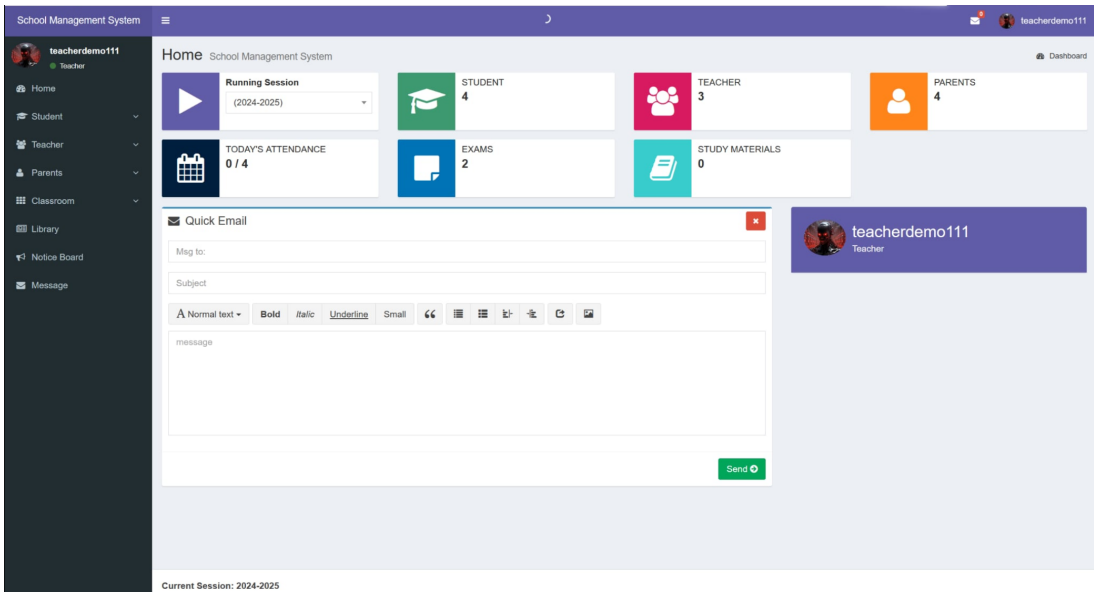 School Management System
0
teacherdemo111
teacherdemo111
Teacher
Home
Student
Teacher
Parents
Classroom
Library
Notice Board
Message
Home School Management System
Dashboard
Running Session
(2024-2025)
STUDENT
4
TEACHER
3
PARENTS
4
TODAY'S ATTENDANCE
0 / 4
EXAMS
2
STUDY MATERIALS
0
Quick Email
Msg to:
Subject
A Normal text Bold Italic Underline Small
message
Send
teacherdemo111
Teacher
Current Session: 2024-2025